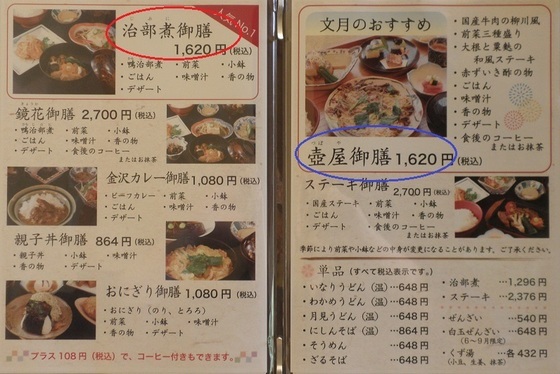 人気 No.1
治部煮御膳
1,620円(税込)
・鴨治部煮 ・前菜 ・小鉢
・ごはん ・味噌汁 ・香の物
・デザート
鏡花御膳 2,700円(税込)
・鴨治部煮 ・前菜 ・小鉢
・ごはん ・味噌汁 ・香の物
・デザート ・食後のコーヒー
またはお抹茶
金沢カレー御膳 1,080円(税込)
・ビーフカレー ・前菜 ・小鉢
・ごはん ・味噌汁 ・香の物
・デザート
親子丼御膳 864円(税込)
・親子丼 ・小鉢 ・味噌汁
・香の物 ・デザート
おにぎり御膳 1,080円(税込)
・おにぎり(のり、とろろ)
・前菜 ・小鉢 ・味噌汁
・香の物 ・デザート
プラス108円(税込)で、コーヒー付きもできます。
文月のおすすめ
・国産牛肉の柳川風
・前菜三種盛り
・大根と粟麩の
和風ステーキ
・赤ずいき酢の物
・ごはん
・味噌汁
・香の物
・デザート
・食後のコーヒー
またはお抹茶
つぼや
壺屋御膳 1,620円(税込)
ステーキ御膳
2,700円(税込)
・国産ステーキ ・前菜 ・小鉢
・ごはん ・味噌汁 ・香の物
・デザート ・食後のコーヒー
またはお抹茶
季節により前菜や小鉢などの中身が変更になることがあります。ご了承ください。
単品(すべて税込表示です。)
・いなりうどん(温)…648円
・わかめうどん(温)…648円
・月見うどん(温)…648円
・にしんそば(温)…864円
・そうめん …648円
・ざるそば …648円
・治部煮 …1,296円
・ステーキ …2,376円
・ぜんざい …540円
・白玉ぜんざい …648円
(6〜9月限定)
・くず湯 …各432円
(小豆、生姜、抹茶)